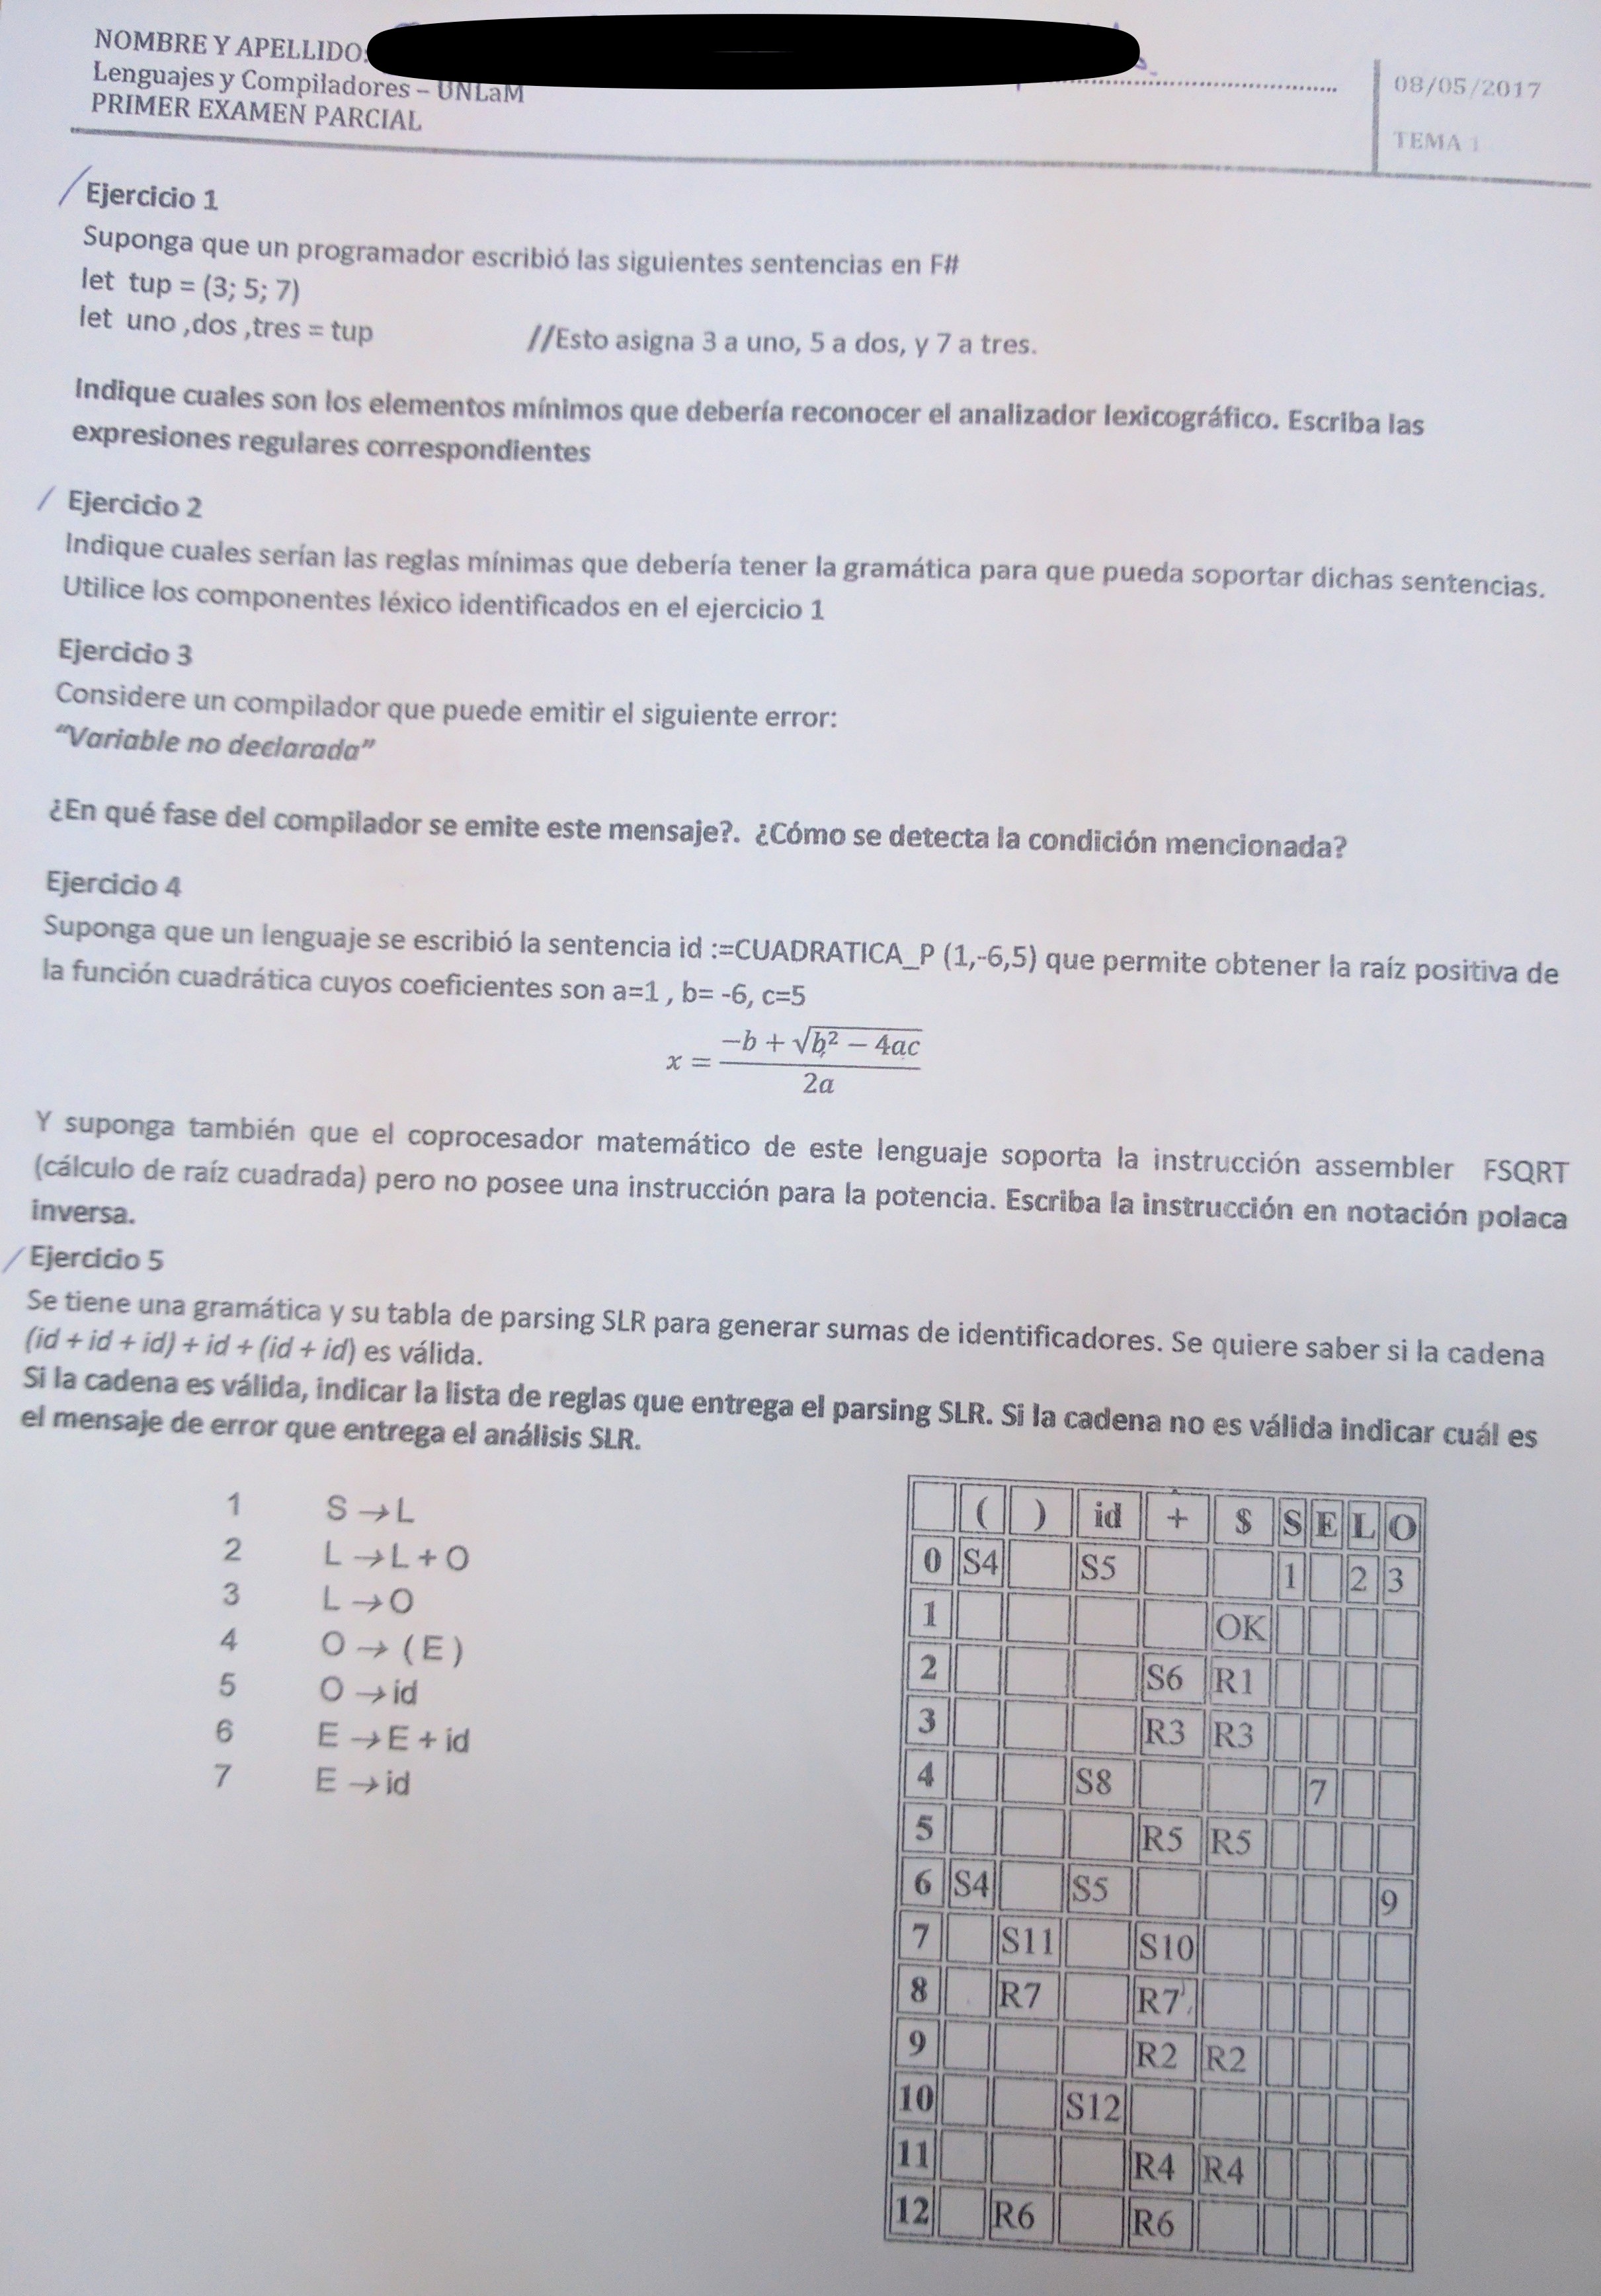 NOMBRE Y APELLIDO:
Lenguajes y Compiladores – UNLaM
PRIMER EXAMEN PARCIAL
08/05/2017
TEMA 1
Ejercicio 1
Suponga que un programador escribió las siguientes sentencias en F#
let tup = (3; 5; 7)
let uno ,dos ,tres = tup //Esto asigna 3 a uno, 5 a dos, y 7 a tres.
Indique cuales son los elementos mínimos que debería reconocer el analizador lexicográfico. Escriba las
expresiones regulares correspondientes
Ejercicio 2
Indique cuales serían las reglas mínimas que debería tener la gramática para que pueda soportar dichas sentencias.
Utilice los componentes léxico identificados en el ejercicio 1
Ejercicio 3
Considere un compilador que puede emitir el siguiente error:
“Variable no declarada”
¿En qué fase del compilador se emite este mensaje?. ¿Cómo se detecta la condición mencionada?
Ejercicio 4
Suponga que un lenguaje se escribió la sentencia id :=CUADRATICA_P (1,-6,5) que permite obtener la raíz positiva de
la función cuadrática cuyos coeficientes son a=1 , b= -6, c=5
x = (−b + √b² − 4ac) / 2a
Y suponga también que el coprocesador matemático de este lenguaje soporta la instrucción assembler FSQRT
(cálculo de raíz cuadrada) pero no posee una instrucción para la potencia. Escriba la instrucción en notación polaca
inversa.
Ejercicio 5
Se tiene una gramática y su tabla de parsing SLR para generar sumas de identificadores. Se quiere saber si la cadena
(id + id + id) + id + (id + id) es válida.
Si la cadena es válida, indicar la lista de reglas que entrega el parsing SLR. Si la cadena no es válida indicar cuál es
el mensaje de error que entrega el análisis SLR.
1 S → L
2 L → L + O
3 L → O
4 O → ( E )
5 O → id
6 E → E + id
7 E → id
( ) id + $ S E L O
0 S4 S5 1 2 3
1 OK
2 S6 R1
3 R3 R3
4 S8 7
5 R5 R5
6 S4 S5 9
7 S11 S10
8 R7 R7
9 R2 R2
10 S12
11 R4 R4
12 R6 R6